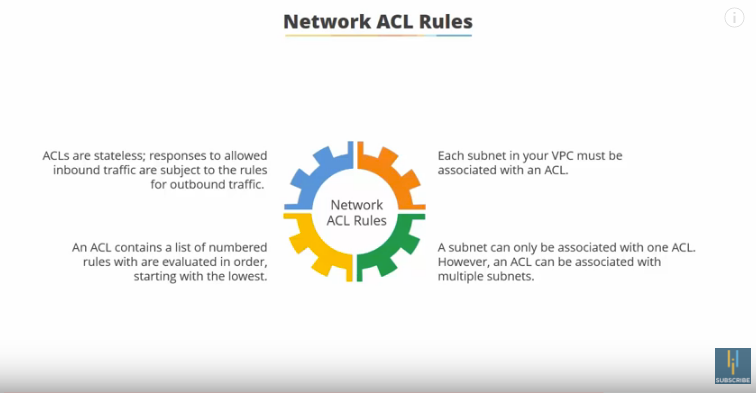 Network ACL Rules
ACLs are stateless; responses to allowed
inbound traffic are subject to the rules
for outbound traffic.
Each subnet in your VPC must be
associated with an ACL.
Network
ACL Rules
An ACL contains a list of numbered
rules with are evaluated in order,
starting with the lowest.
A subnet can only be associated with one ACL.
However, an ACL can be associated with
multiple subnets.
SUBSCRIBE